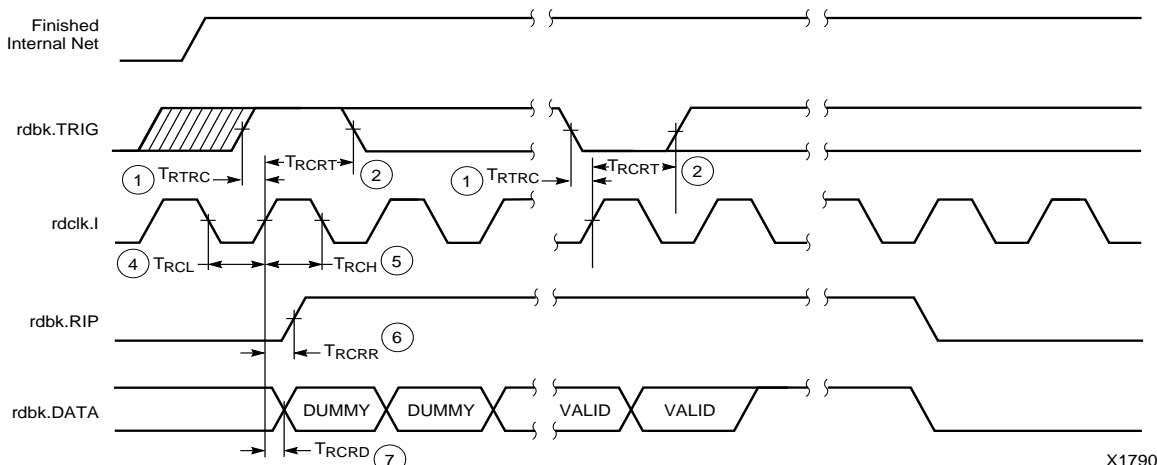 Finished
Internal Net
rdbk.TRIG
1 TRTRC TRCRT 2 1 TRTRC TRCRT 2
rdclk.I
4 TRCL TRCH 5
rdbk.RIP
TRCRR 6
rdbk.DATA DUMMY DUMMY VALID VALID
TRCRD 7
X1790